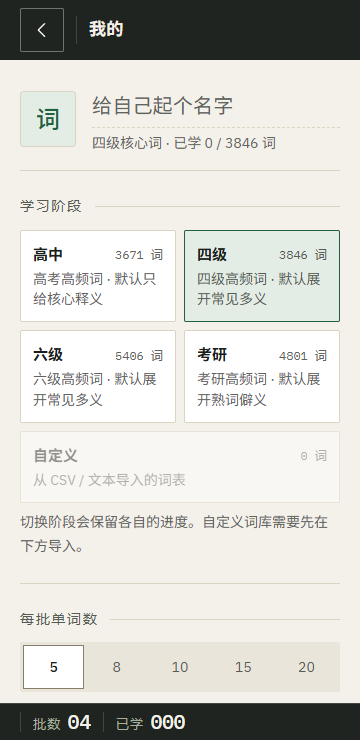 我的
词
给自己起个名字
四级核心词 · 已学 0 / 3846 词
学习阶段
高中 3671 词
高考高频词 · 默认只
给核心释义
四级 3846 词
四级高频词 · 默认展
开常见多义
六级 5406 词
六级高频词 · 默认展
开常见多义
考研 4801 词
考研高频词 · 默认展
开熟词僻义
自定义 0 词
从 CSV / 文本导入的词表
切换阶段会保留各自的进度。自定义词库需要先在
下方导入。
每批单词数
5 8 10 15 20
批数 04 已学 000